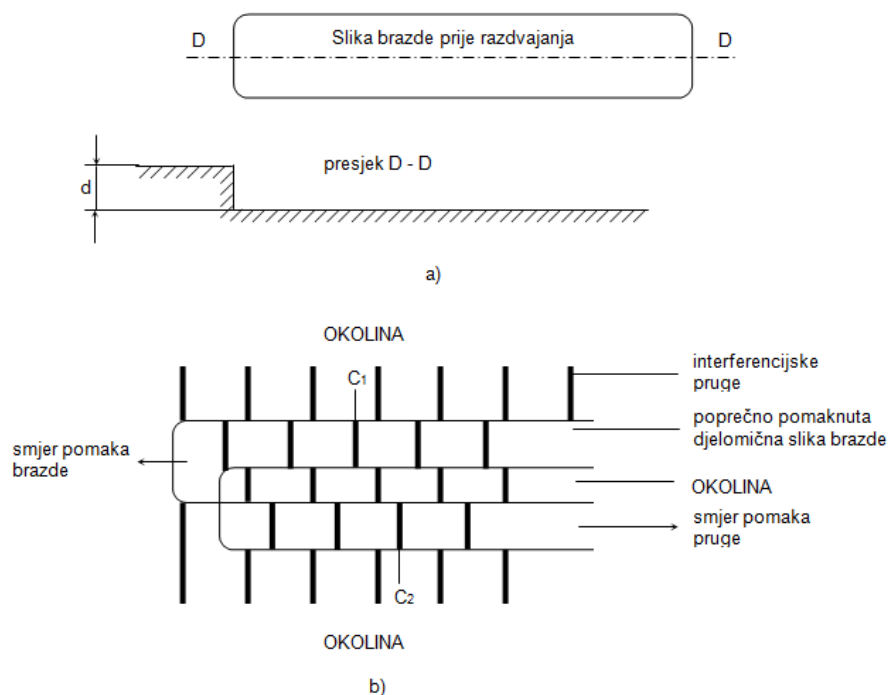 D
Slika brazde prije razdvajanja
D
presjek D - D
d
a)
OKOLINA
interferencijske
pruge
C1
poprečno pomaknuta
djelomična slika brazde
smjer pomaka
brazde
OKOLINA
smjer pomaka
pruge
C2
OKOLINA
b)